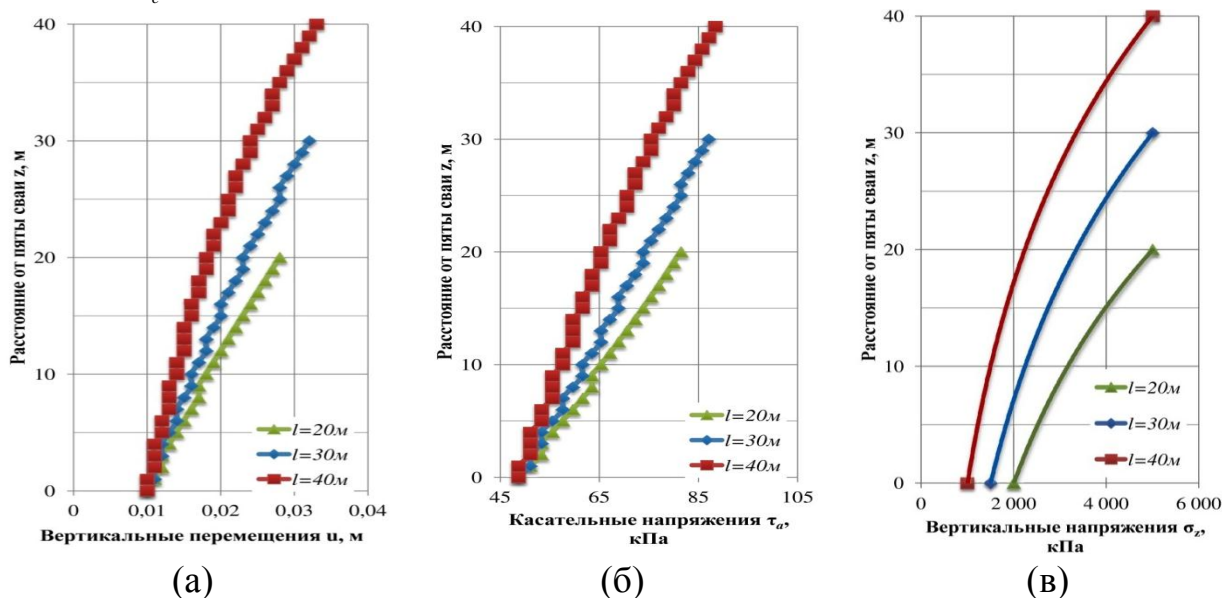 Расстояние от пяты сваи z, м
40
30
20
10
0
0
0,01
0,02
0,03
0,04
l=20м
l=30м
l=40м
Вертикальные перемещения u, м
(а)
Расстояние от пяты сваи z, м
40
30
20
10
0
45
65
85
105
l=20м
l=30м
l=40м
Касательные напряжения τa,
кПа
(б)
Расстояние от пяты сваи z, м
40
30
20
10
0
0
2 000
4 000
6 000
l=20м
l=30м
l=40м
Вертикальные напряжения σz,
кПа
(в)